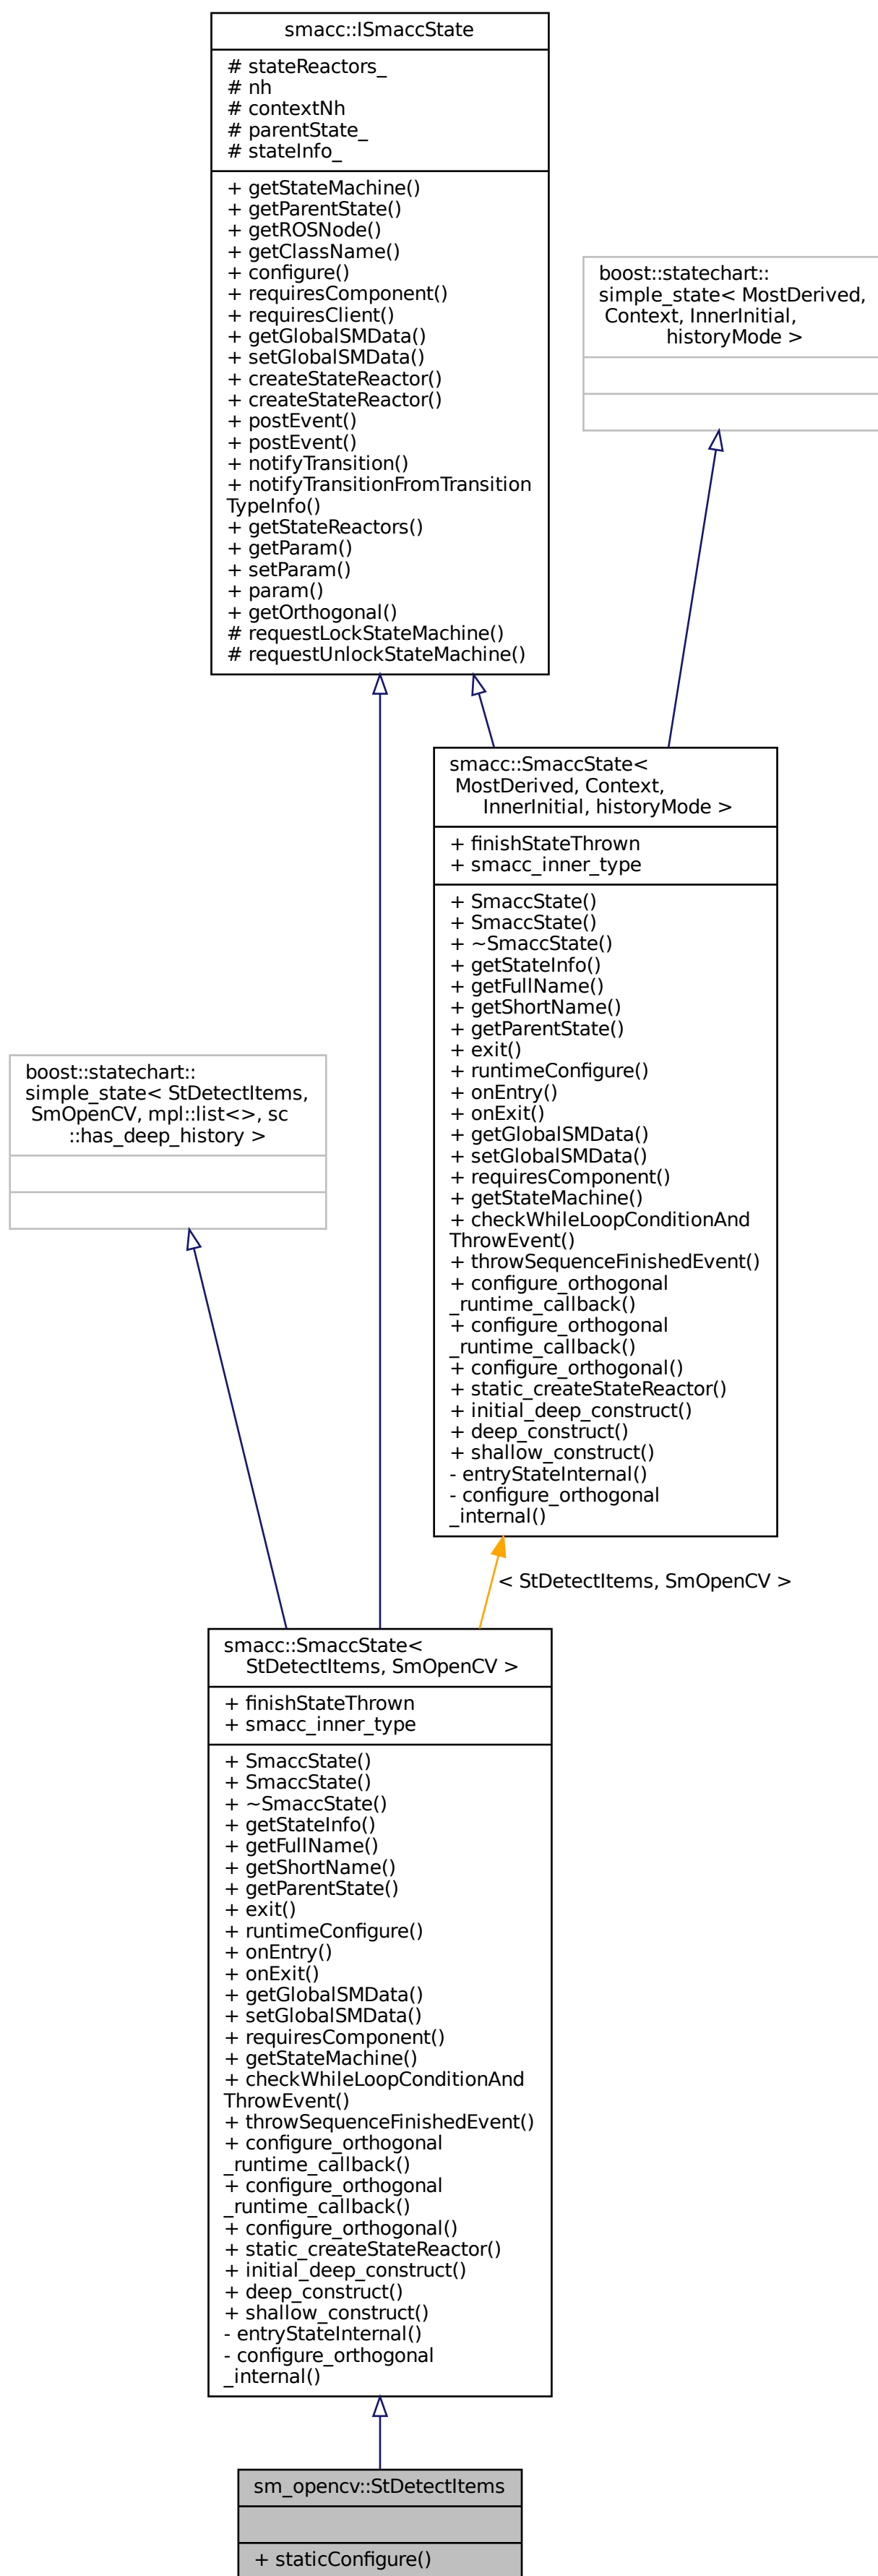 smacc::ISmaccState
# stateReactors_
# nh
# contextNh
# parentState_
# stateInfo_
+ getStateMachine()
+ getParentState()
+ getROSNode()
+ getClassName()
+ configure()
+ requiresComponent()
+ requiresClient()
+ getGlobalSMData()
+ setGlobalSMData()
+ createStateReactor()
+ createStateReactor()
+ postEvent()
+ postEvent()
+ notifyTransition()
+ notifyTransitionFromTransition
TypeInfo()
+ getStateReactors()
+ getParam()
+ setParam()
+ param()
+ getOrthogonal()
# requestLockStateMachine()
# requestUnlockStateMachine()
boost::statechart::
simple_state< MostDerived,
Context, InnerInitial,
historyMode >
smacc::SmaccState<
MostDerived, Context,
InnerInitial, historyMode >
+ finishStateThrown
+ smacc_inner_type
+ SmaccState()
+ SmaccState()
+ ~SmaccState()
+ getStateInfo()
+ getFullName()
+ getShortName()
+ getParentState()
+ exit()
+ runtimeConfigure()
+ onEntry()
+ onExit()
+ getGlobalSMData()
+ setGlobalSMData()
+ requiresComponent()
+ getStateMachine()
+ checkWhileLoopConditionAnd
ThrowEvent()
+ throwSequenceFinishedEvent()
+ configure_orthogonal
_runtime_callback()
+ configure_orthogonal
_runtime_callback()
+ configure_orthogonal()
+ static_createStateReactor()
+ initial_deep_construct()
+ deep_construct()
+ shallow_construct()
- entryStateInternal()
- configure_orthogonal
_internal()
boost::statechart::
simple_state< StDetectItems,
SmOpenCV, mpl::list<>, sc
::has_deep_history >
< StDetectItems, SmOpenCV >
smacc::SmaccState<
StDetectItems, SmOpenCV >
+ finishStateThrown
+ smacc_inner_type
+ SmaccState()
+ SmaccState()
+ ~SmaccState()
+ getStateInfo()
+ getFullName()
+ getShortName()
+ getParentState()
+ exit()
+ runtimeConfigure()
+ onEntry()
+ onExit()
+ getGlobalSMData()
+ setGlobalSMData()
+ requiresComponent()
+ getStateMachine()
+ checkWhileLoopConditionAnd
ThrowEvent()
+ throwSequenceFinishedEvent()
+ configure_orthogonal
_runtime_callback()
+ configure_orthogonal
_runtime_callback()
+ configure_orthogonal()
+ static_createStateReactor()
+ initial_deep_construct()
+ deep_construct()
+ shallow_construct()
- entryStateInternal()
- configure_orthogonal
_internal()
sm_opencv::StDetectItems
+ staticConfigure()